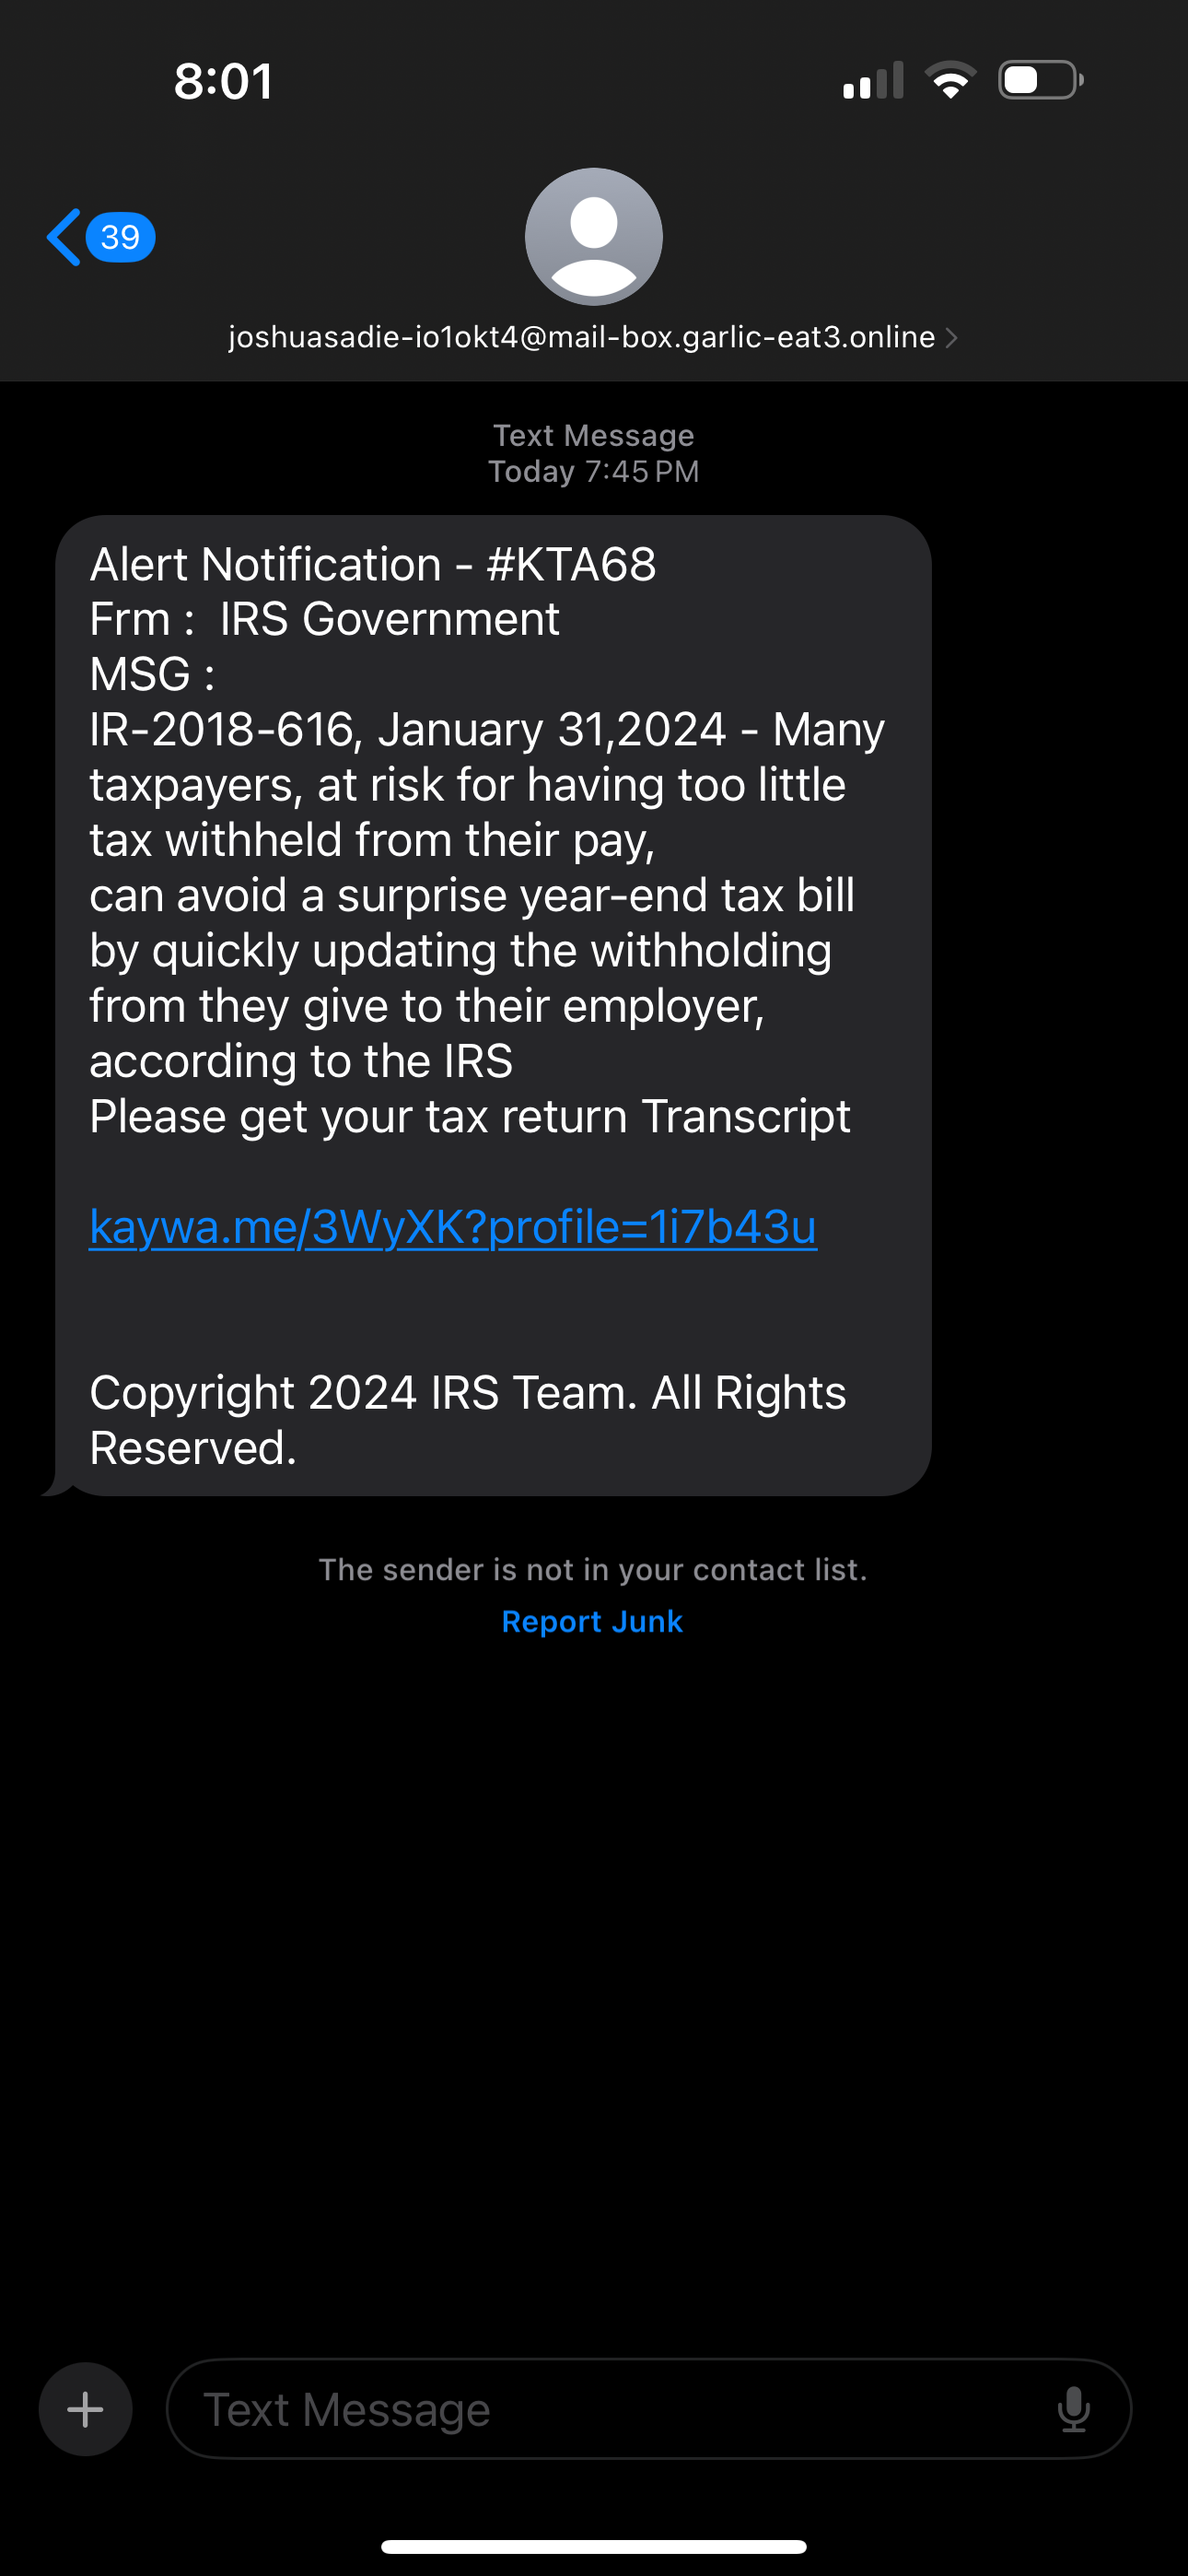 8:01
39
joshuasadie-io1okt4@mail-box.garlic-eat3.online
Text Message
Today 7:45 PM
Alert Notification - #KTA68
Frm :  IRS Government
MSG :
IR-2018-616, January 31,2024 - Many
taxpayers, at risk for having too little
tax withheld from their pay,
can avoid a surprise year-end tax bill
by quickly updating the withholding
from they give to their employer,
according to the IRS
Please get your tax return Transcript
kaywa.me/3WyXK?profile=1i7b43u
Copyright 2024 IRS Team. All Rights
Reserved.
The sender is not in your contact list.
Report Junk
Text Message